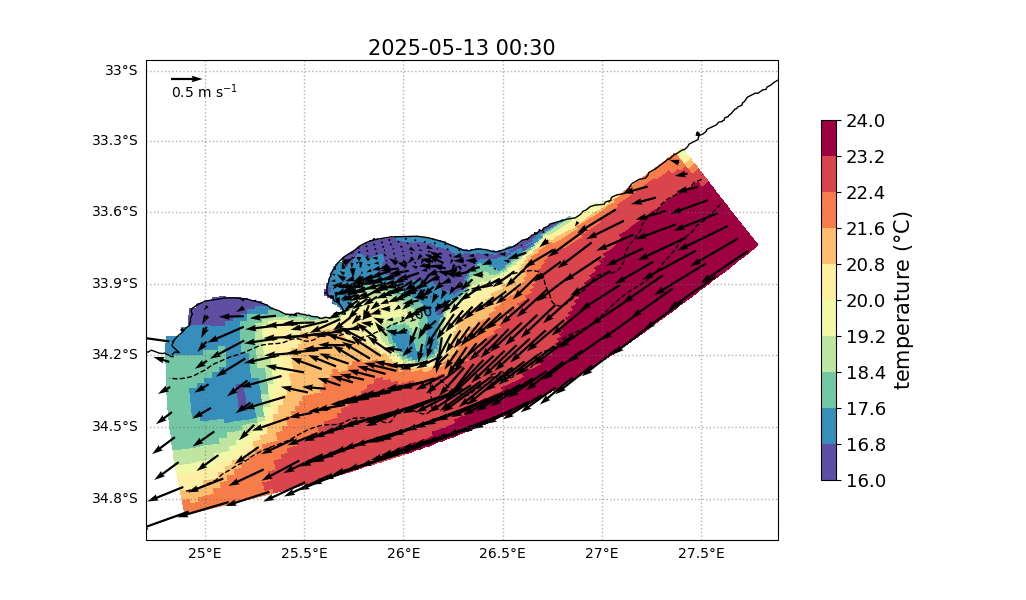 2025-05-13 00:30
0.5 m s⁻¹
33°S
33.3°S
33.6°S
33.9°S
34.2°S
34.5°S
34.8°S
25°E
25.5°E
26°E
26.5°E
27°E
27.5°E
100
24.0
23.2
22.4
21.6
20.8
20.0
19.2
18.4
17.6
16.8
16.0
temperature (°C)